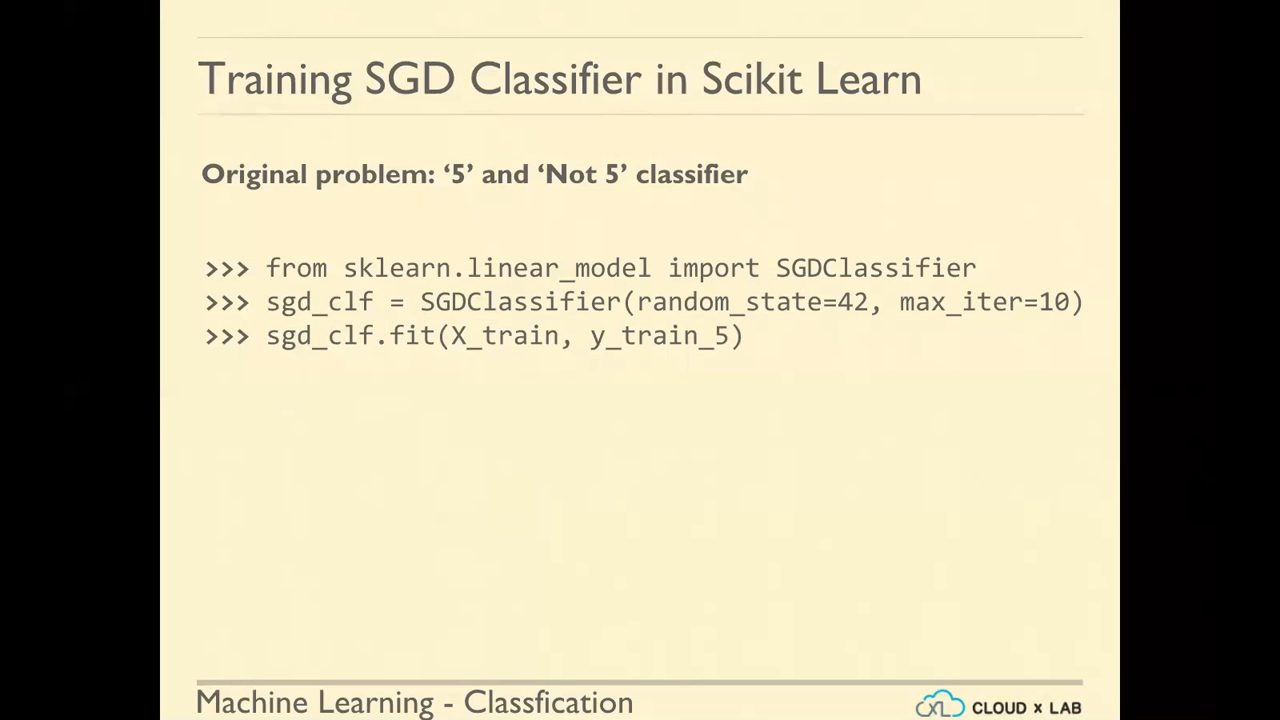 Training SGD Classifier in Scikit Learn
Original problem: ‘5’ and ‘Not 5’ classifier
>>> from sklearn.linear_model import SGDClassifier
>>> sgd_clf = SGDClassifier(random_state=42, max_iter=10)
>>> sgd_clf.fit(X_train, y_train_5)
Machine Learning - Classfication
XL CLOUD x LAB